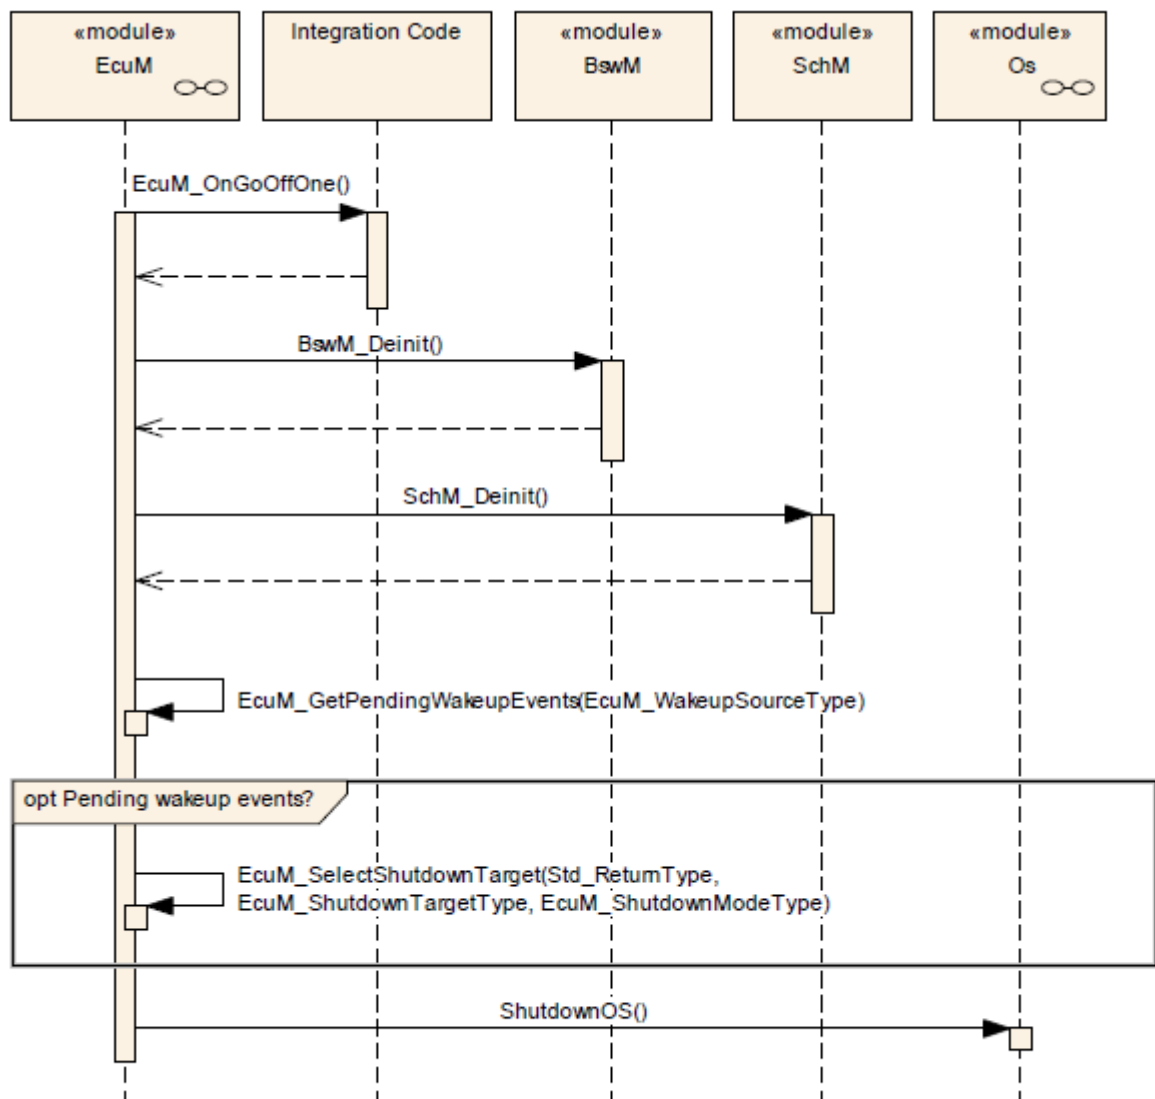 «module»
EcuM
Integration Code
«module»
BswM
«module»
SchM
«module»
Os
EcuM_OnGoOffOne()
BswM_Deinit()
SchM_Deinit()
EcuM_GetPendingWakeupEvents(EcuM_WakeupSourceType)
opt Pending wakeup events?
EcuM_SelectShutdownTarget(Std_ReturnType,
EcuM_ShutdownTargetType, EcuM_ShutdownModeType)
ShutdownOS()